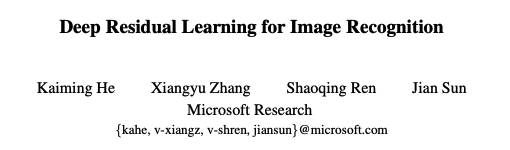 Deep Residual Learning for Image Recognition
Kaiming He Xiangyu Zhang Shaoqing Ren Jian Sun
Microsoft Research
{kahe, v-xiangz, v-shren, jiansun}@microsoft.com